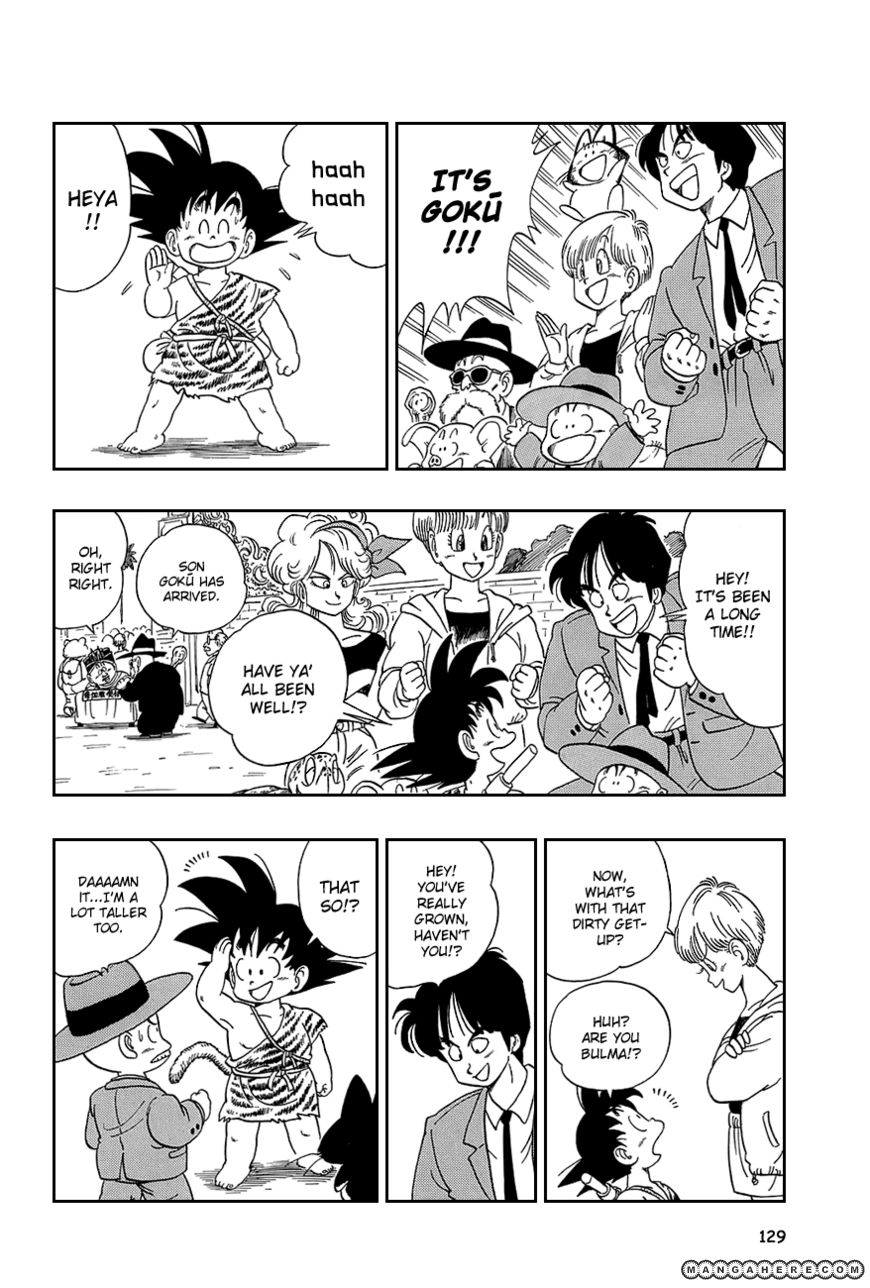 IT'S
GOKŪ
!!!
haah
haah
HEYA
!!
HEY!
IT'S BEEN
A LONG
TIME!!
HAVE YA'
ALL BEEN
WELL!?
SON
GOKŪ HAS
ARRIVED.
OH,
RIGHT
RIGHT.
NOW,
WHAT'S
WITH THAT
DIRTY GET-
UP?
HUH?
ARE YOU
BULMA!?
HEY!
YOU'VE
REALLY
GROWN,
HAVEN'T
YOU!?
THAT
SO!?
DAAAAMN
IT...I'M A
LOT TALLER
TOO.
129
MANGAHERE.COM